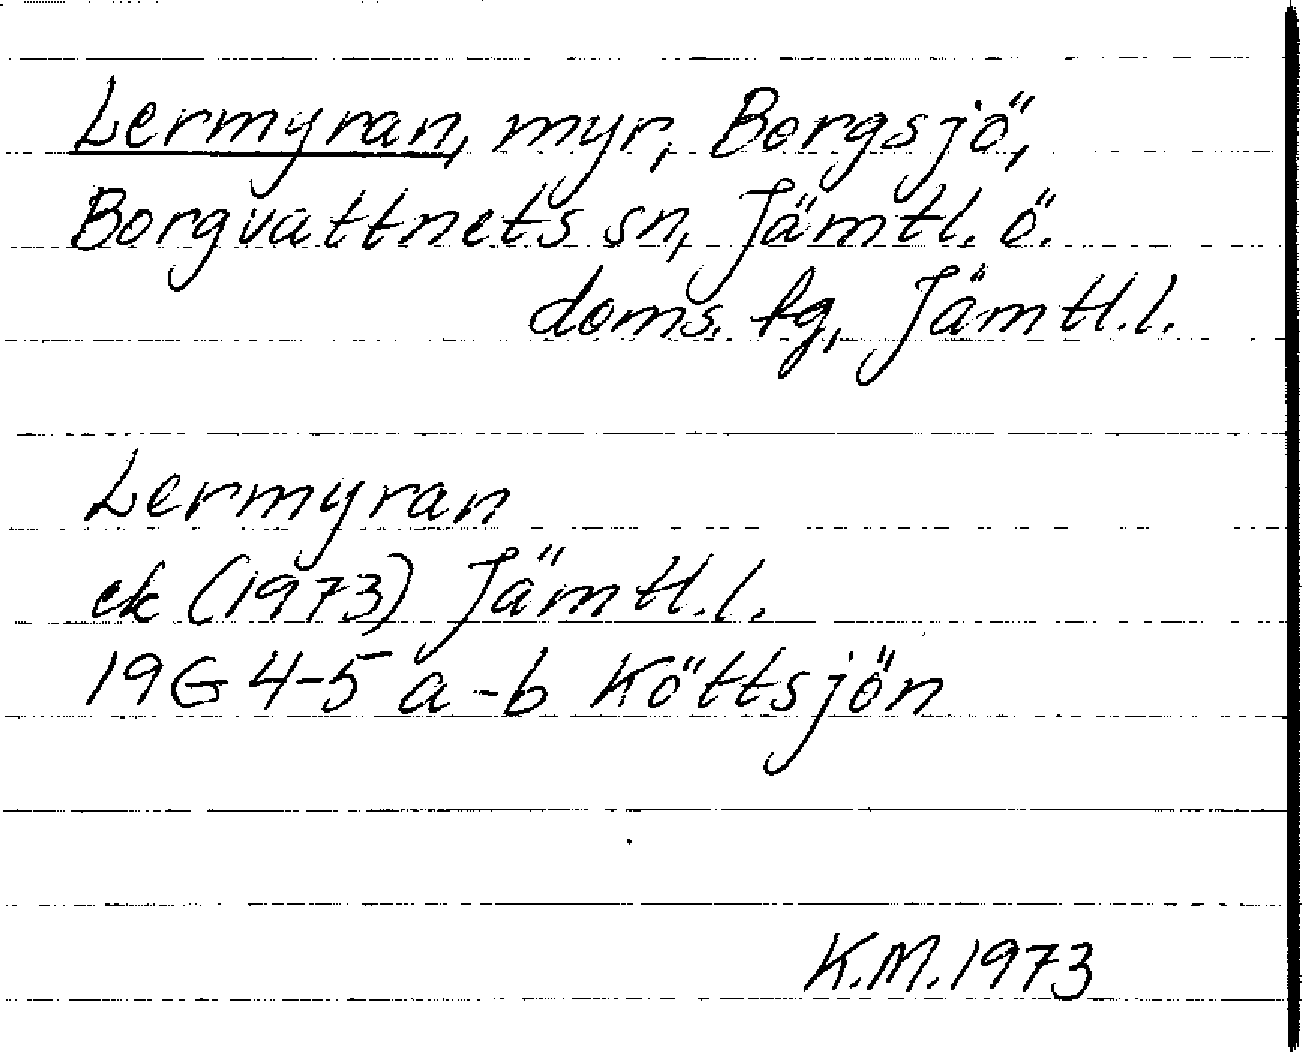 Lermyran, myr, Bergsjö,
Borgvattnets sn, Jämtl. ö.
doms. fg, Jämtl.l.
Lermyran
ek (1973) Jämtl.l.
19G 4-5 a-b Köttsjön
K.M.1973